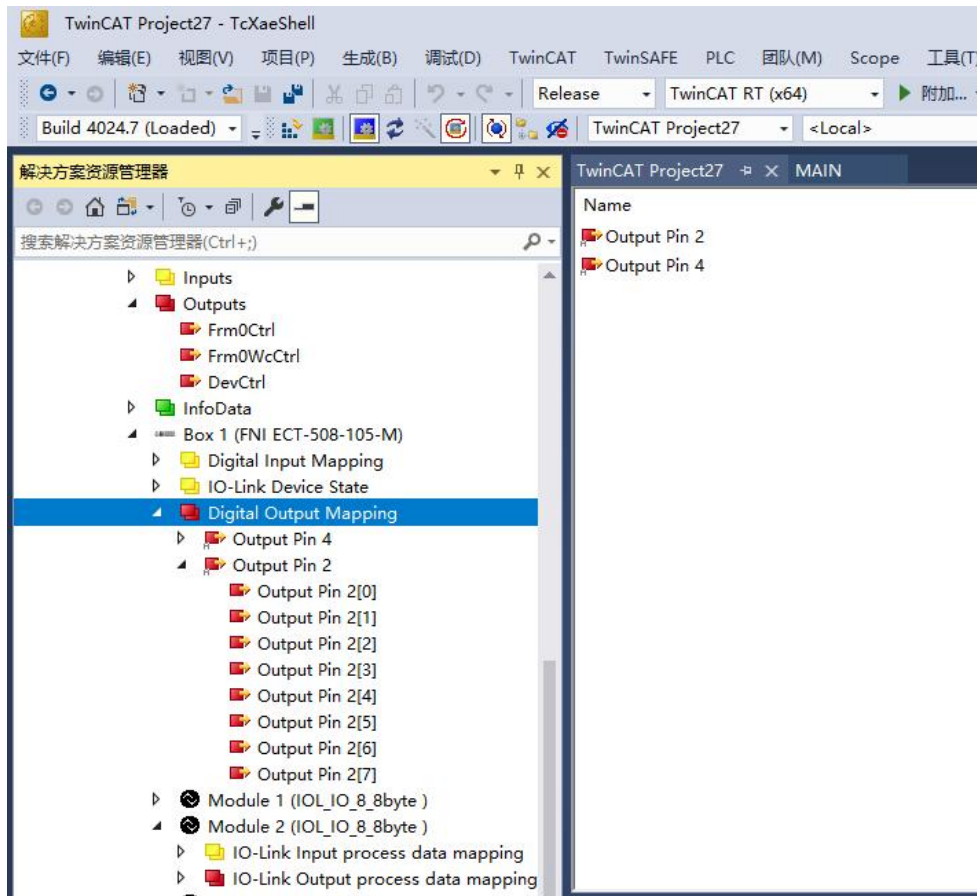 TwinCAT Project27 - TcXaeShell
文件(F) 编辑(E) 视图(V) 项目(P) 生成(B) 调试(D) TwinCAT TwinSAFE PLC 团队(M) Scope 工具(T)
Release TwinCAT RT (x64) 附加...
Build 4024.7 (Loaded) TwinCAT Project27 <Local>
解决方案资源管理器
搜索解决方案资源管理器(Ctrl+;)
Inputs
Outputs
Frm0Ctrl
Frm0WcCtrl
DevCtrl
InfoData
Box 1 (FNI ECT-508-105-M)
Digital Input Mapping
IO-Link Device State
Digital Output Mapping
Output Pin 4
Output Pin 2
Output Pin 2[0]
Output Pin 2[1]
Output Pin 2[2]
Output Pin 2[3]
Output Pin 2[4]
Output Pin 2[5]
Output Pin 2[6]
Output Pin 2[7]
Module 1 (IOL_IO_8_8byte )
Module 2 (IOL_IO_8_8byte )
IO-Link Input process data mapping
IO-Link Output process data mapping
TwinCAT Project27 MAIN
Name
Output Pin 2
Output Pin 4